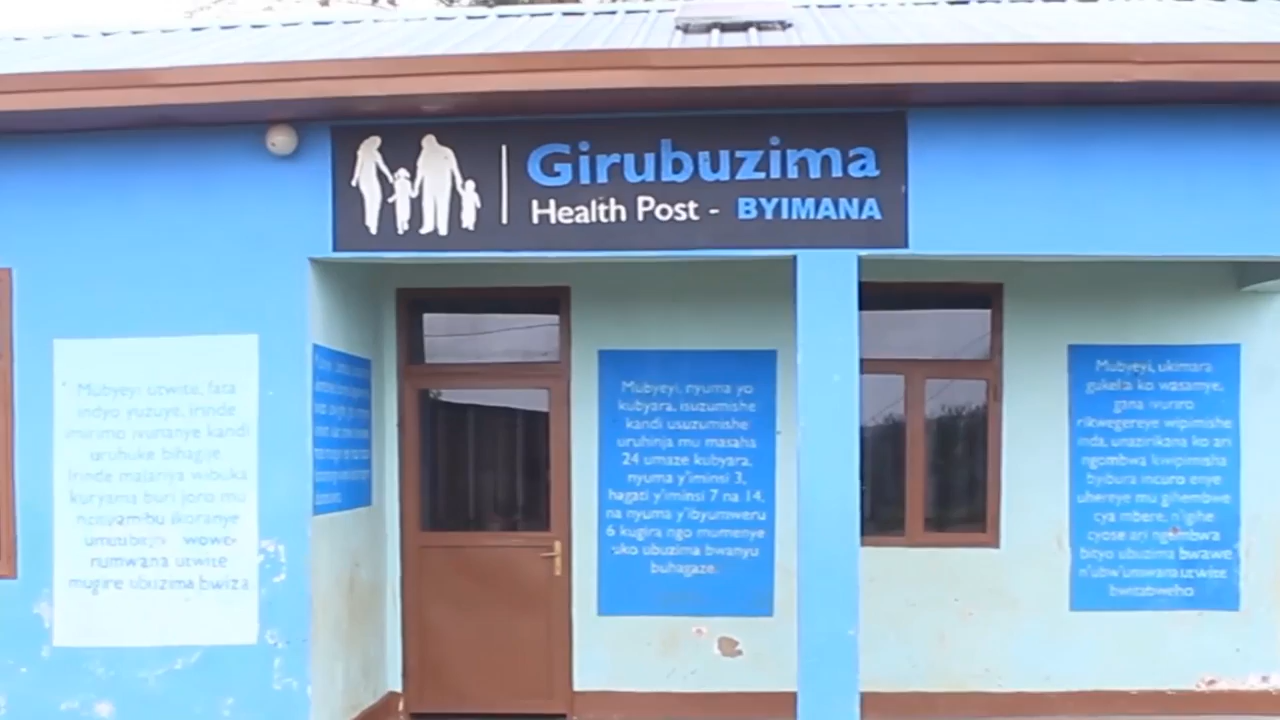 Girubuzima
Health Post - BYIMANA
Mubyeyi utwite, fata
indyo yuzuye, irinde
imirimo ivunanye kandi
uruhuke bihagije
Irinde malariya wibuka
kuryama buri joro mu
nzitiramibu ikoranye
umuti wowe
n'umwana utwite
mugire ubuzima bwiza
Mubyeyi, nyuma yo
kubyara, isuzumishe
kandi usuzumishe
uruhinja mu masaha
24 umaze kubyara,
nyuma y'iminsi 3,
hagati y'iminsi 7 na 14,
na nyuma y'ibyumweru
6 kugira ngo mumenye
uko ubuzima bwanyu
buhagaze.
Mubyeyi, ukimara
gukeka ko wasamye,
gana ivuriro
rikwegereye wipimishe
inda, unazirikana ko ari
ngombwa kwipimisha
byibura incuro enye
uhereye mu gihembwe
cya mbere, n'igihe
cyose ari ngombwa
bityo ubuzima bwawe
n'ubw'umwana utwite
bwitabweho